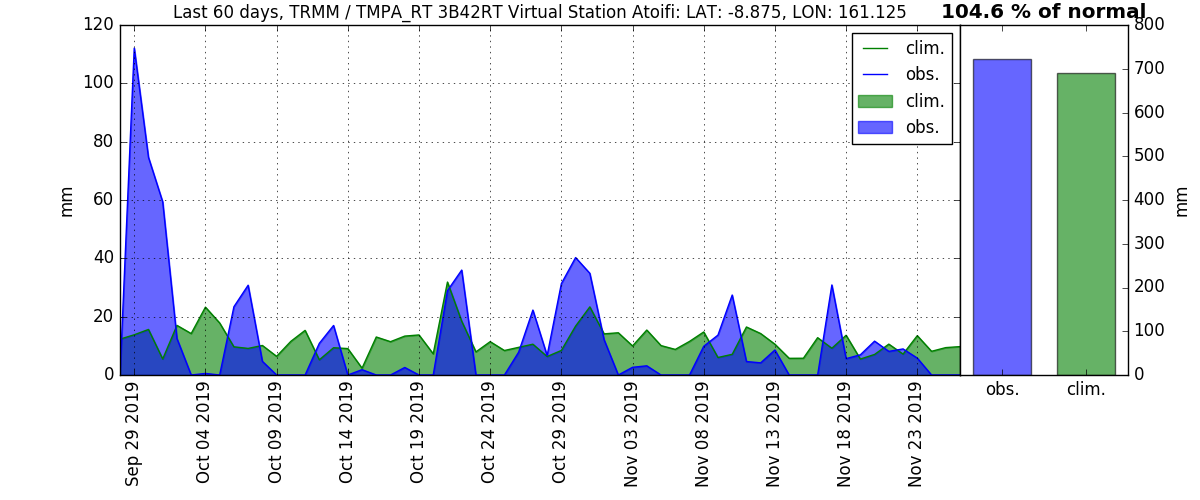 Last 60 days, TRMM / TMPA_RT 3B42RT Virtual Station Atoifi: LAT: -8.875, LON: 161.125
104.6 % of normal
120
100
80
60
40
20
0
mm
clim.
obs.
clim.
obs.
800
700
600
500
400
300
200
100
0
mm
obs.
clim.
Sep 29 2019
Oct 04 2019
Oct 09 2019
Oct 14 2019
Oct 19 2019
Oct 24 2019
Oct 29 2019
Nov 03 2019
Nov 08 2019
Nov 13 2019
Nov 18 2019
Nov 23 2019